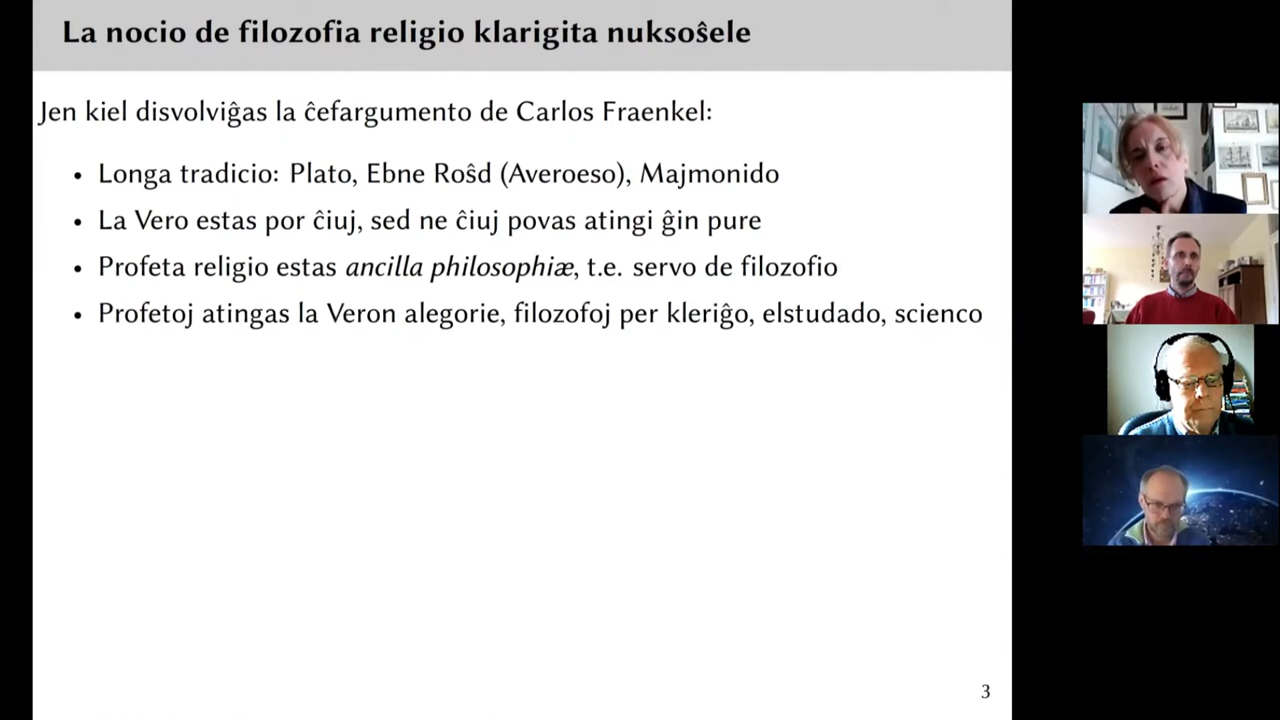 La nocio de filozofia religio klarigita nuksoŝele
Jen kiel disvolviĝas la ĉefargumento de Carlos Fraenkel:
• Longa tradicio: Plato, Ebne Roŝd (Averoeso), Majmonido
• La Vero estas por ĉiuj, sed ne ĉiuj povas atingi ĝin pure
• Profeta religio estas ancilla philosophiæ, t.e. servo de filozofio
• Profetoj atingas la Veron alegorie, filozofoj per kleriĝo, elstudado, scienco
3